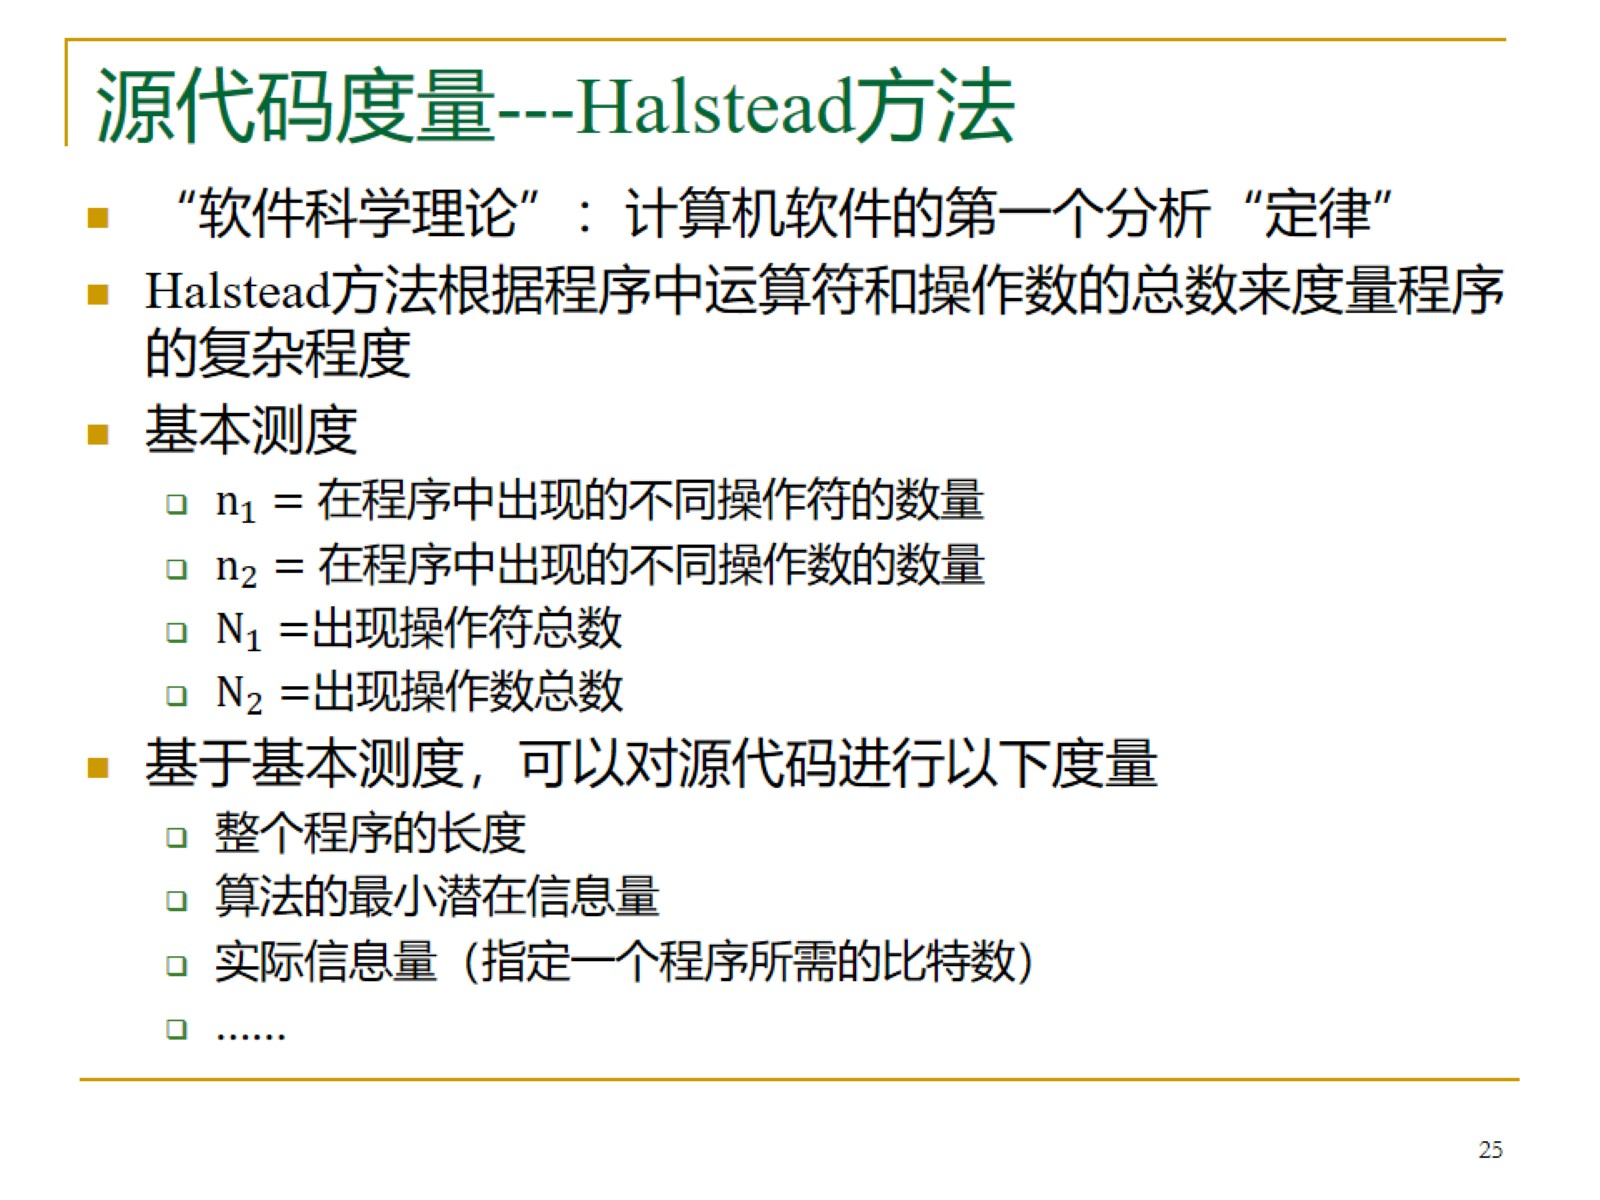 源代码度量---Halstead方法
“软件科学理论”：计算机软件的第一个分析“定律”
Halstead方法根据程序中运算符和操作数的总数来度量程序
的复杂程度
基本测度
n₁ = 在程序中出现的不同操作符的数量
n₂ = 在程序中出现的不同操作数的数量
N₁ =出现操作符总数
N₂ =出现操作数总数
基于基本测度，可以对源代码进行以下度量
整个程序的长度
算法的最小潜在信息量
实际信息量（指定一个程序所需的比特数）
......
25